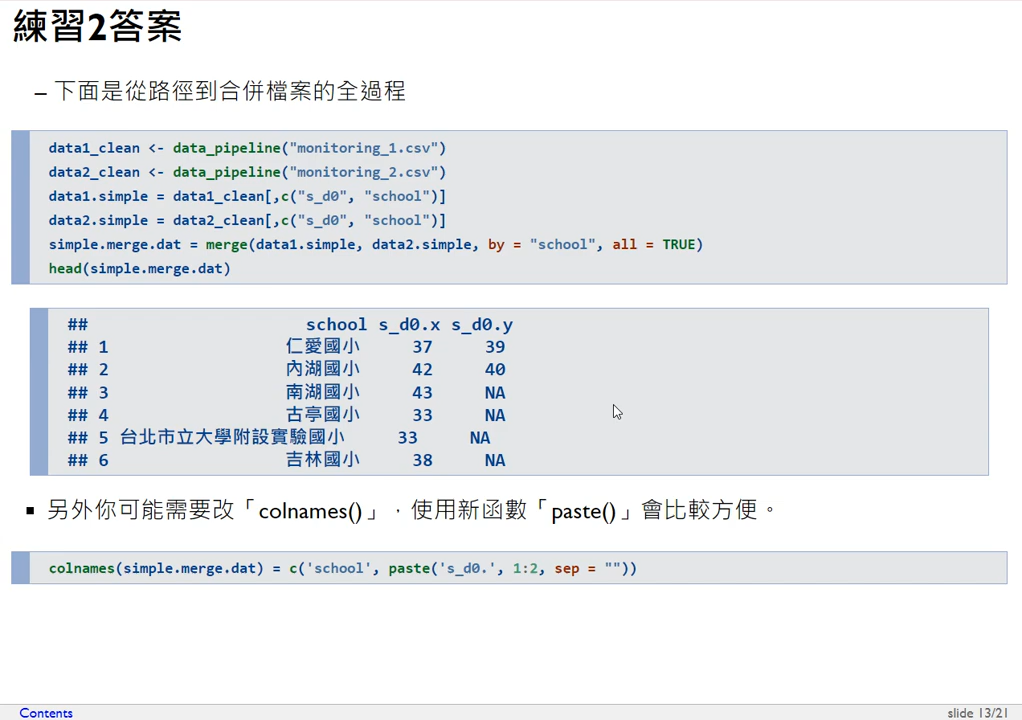 練習2答案
– 下面是從路徑到合併檔案的全過程
data1_clean <- data_pipeline("monitoring_1.csv")
data2_clean <- data_pipeline("monitoring_2.csv")
data1.simple = data1_clean[,c("s_d0", "school")]
data2.simple = data2_clean[,c("s_d0", "school")]
simple.merge.dat = merge(data1.simple, data2.simple, by = "school", all = TRUE)
head(simple.merge.dat)
## school s_d0.x s_d0.y
## 1 仁愛國小 37 39
## 2 內湖國小 42 40
## 3 南湖國小 43 NA
## 4 古亭國小 33 NA
## 5 台北市立大學附設實驗國小 33 NA
## 6 吉林國小 38 NA
▪ 另外你可能需要改「colnames()」，使用新函數「paste()」會比較方便。
colnames(simple.merge.dat) = c('school', paste('s_d0.', 1:2, sep = ""))
Contents
slide 13/21